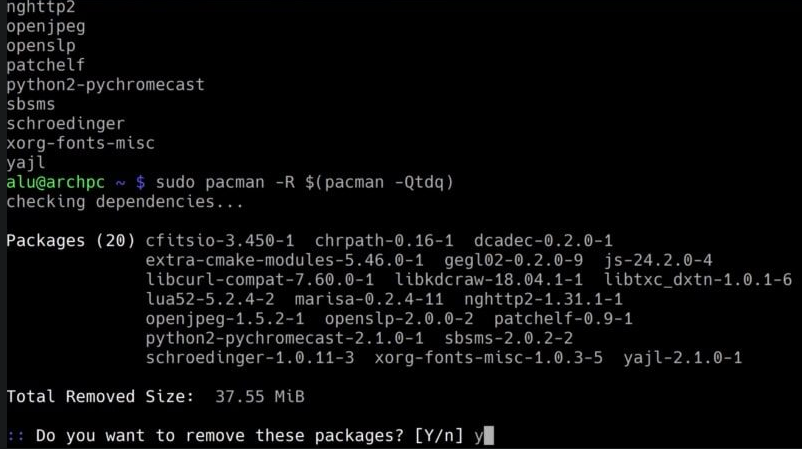 nghttp2
openjpeg
openslp
patchelf
python2-pychromecast
sbsms
schroedinger
xorg-fonts-misc
yajl
alu@archpc ~ $ sudo pacman -R $(pacman -Qtdq)
checking dependencies...
Packages (20) cfitsio-3.450-1 chrpath-0.16-1 dcadec-0.2.0-1
extra-cmake-modules-5.46.0-1 gegl02-0.2.0-9 js-24.2.0-4
libcurl-compat-7.60.0-1 libkdcraw-18.04.1-1 libtxc_dxtn-1.0.1-6
lua52-5.2.4-2 marisa-0.2.4-11 nghttp2-1.31.1-1
openjpeg-1.5.2-1 openslp-2.0.0-2 patchelf-0.9-1
python2-pychromecast-2.1.0-1 sbsms-2.0.2-2
schroedinger-1.0.11-3 xorg-fonts-misc-1.0.3-5 yajl-2.1.0-1
Total Removed Size: 37.55 MiB
:: Do you want to remove these packages? [Y/n] y